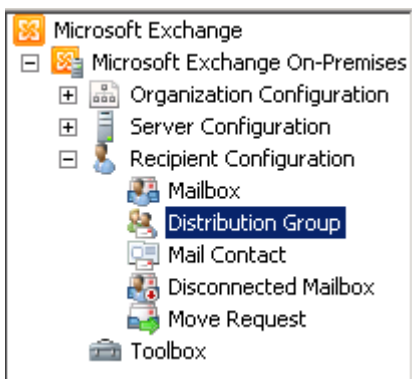 Microsoft Exchange
Microsoft Exchange On-Premises
Organization Configuration
Server Configuration
Recipient Configuration
Mailbox
Distribution Group
Mail Contact
Disconnected Mailbox
Move Request
Toolbox